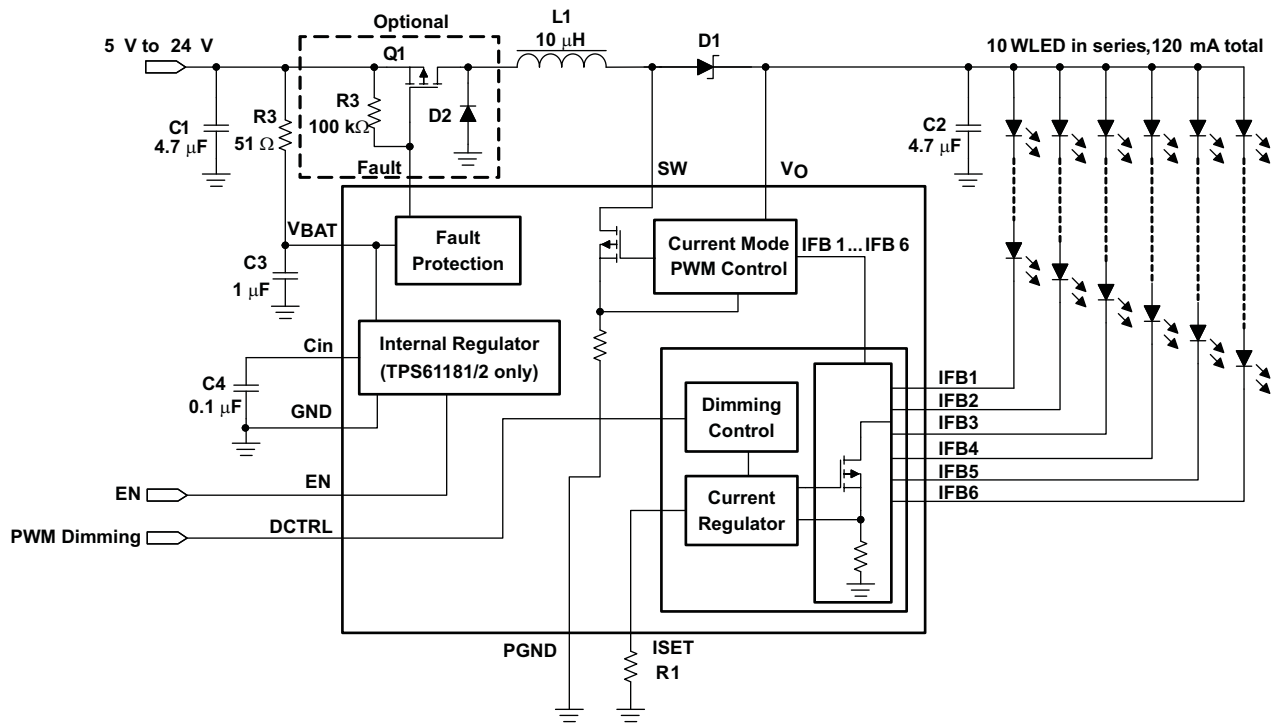 L1
10 μH
Optional
Q1
5 V to 24 V
D1
10 WLED in series,120 mA total
R3
100 kΩ
D2
C1
4.7 μF
R3
51 Ω
C2
4.7 μF
Fault
SW
VO
VBAT
Fault
Protection
Current Mode
PWM Control
IFB 1...IFB 6
C3
1 μF
Cin
Internal Regulator
(TPS61181/2 only)
C4
0.1 μF
GND
Dimming
Control
IFB1
IFB2
IFB3
IFB4
IFB5
IFB6
EN
EN
Current
Regulator
PWM Dimming
DCTRL
PGND
ISET
R1